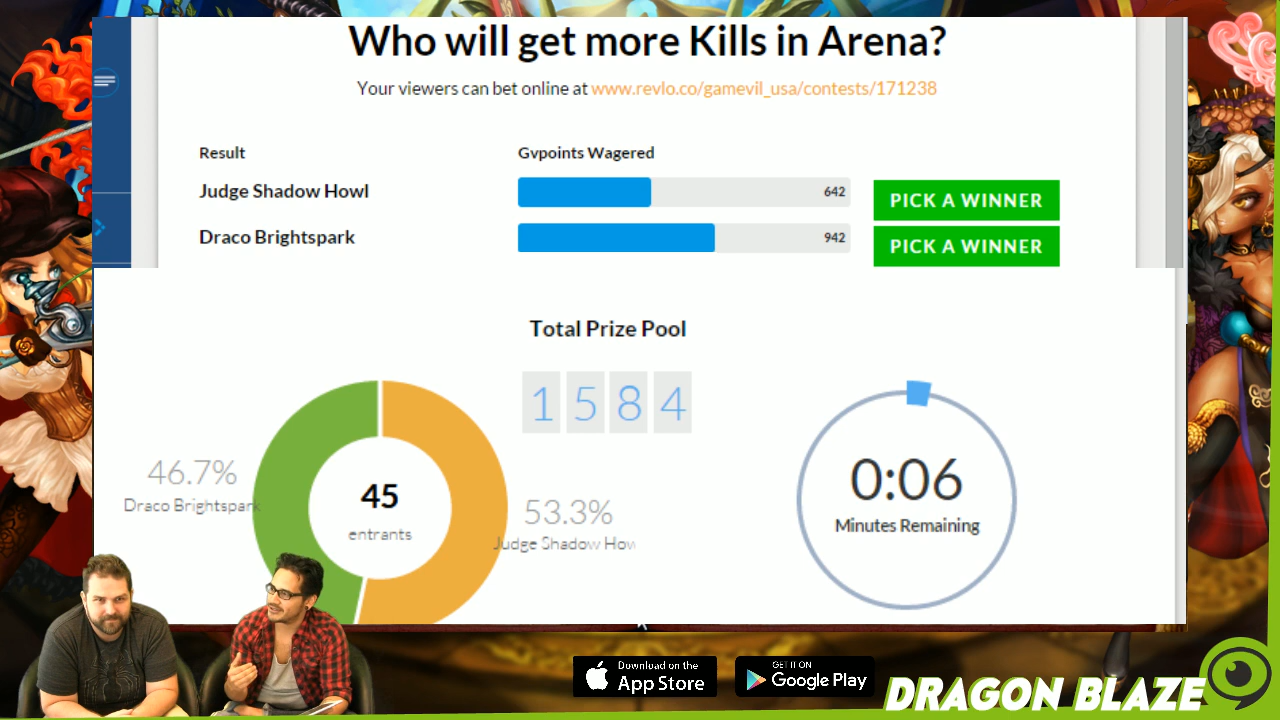 Who will get more Kills in Arena?
Your viewers can bet online at www.revlo.co/gamevil_usa/contests/171238
Result Gvpoints Wagered
Judge Shadow Howl 642 PICK A WINNER
Draco Brightspark 942 PICK A WINNER
Total Prize Pool
1584
46.7%
Draco Brightspark
45
entrants
53.3%
Judge Shadow How
0:06
Minutes Remaining
Download on the
App Store
GET IT ON
Google Play
DRAGON BLAZE